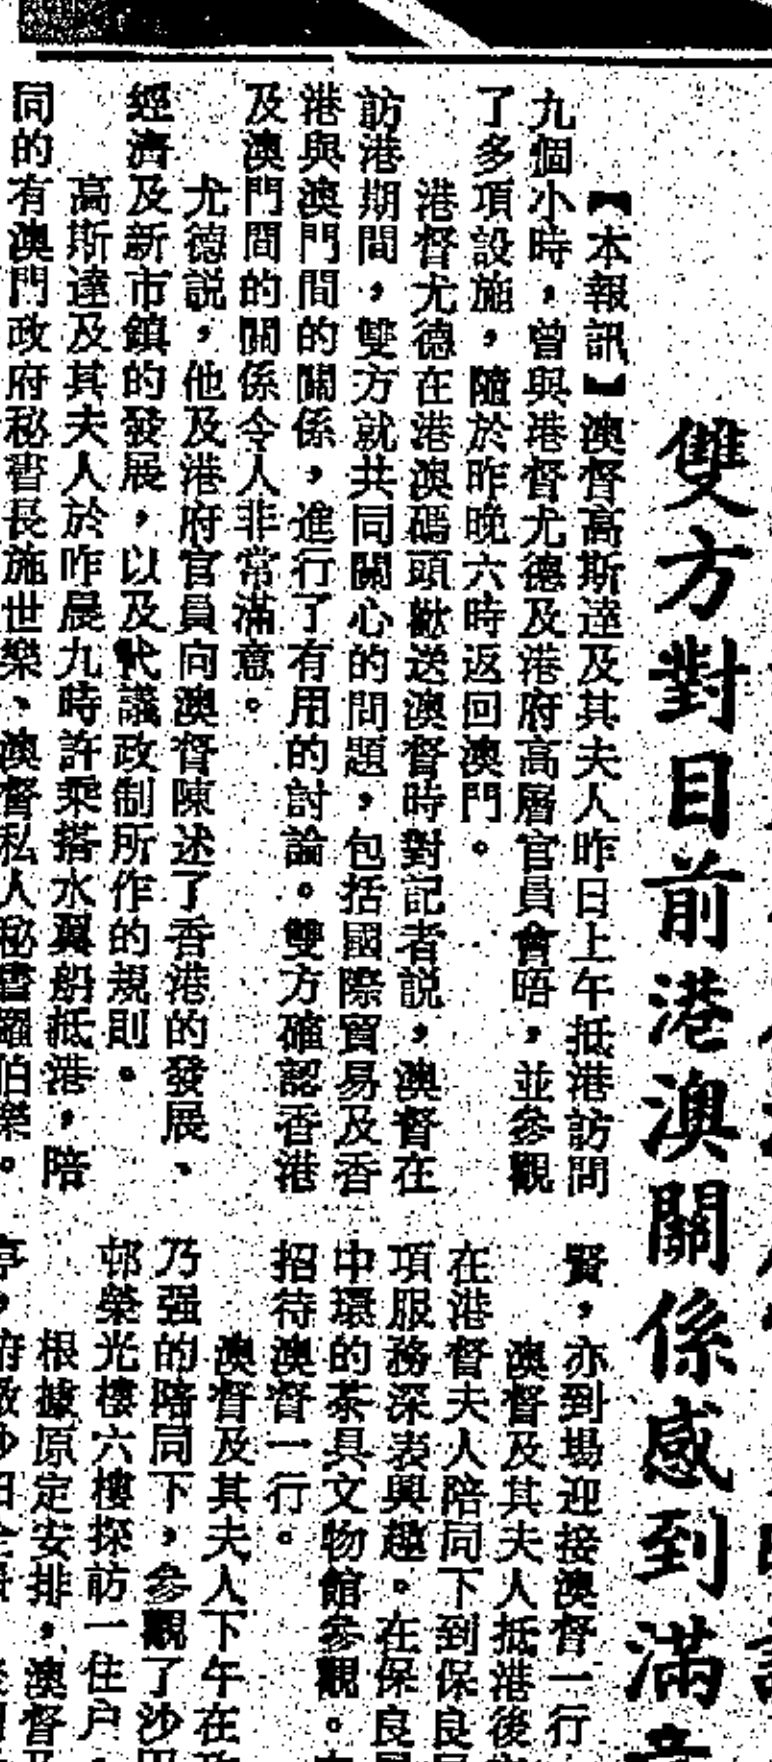 雙方對目前港澳關係感到滿意
【本報訊】澳督高斯達及其夫人昨日上午抵港訪問
九個小時，曾與港督尤德及港府高層官員會晤，並參觀
了多項設施，隨於昨晚六時返回澳門。
港督尤德在港澳碼頭歡送澳督時對記者説，澳督在
訪港期間，雙方就共同關心的問題，包括國際貿易及香
港與澳門間的關係，進行了有用的討論。雙方確認香港
及澳門間的關係令人非常滿意。
尤德説，他及港府官員向澳督陳述了香港的發展、
經濟及新市鎮的發展，以及代議政制所作的規則。
高斯達及其夫人於昨晨九時許乘搭水翼船抵港，陪
同的有澳門政府秘書長施世樂、澳督私人秘書羅伯樂。
賢，亦到場迎接澳督一行
澳督及其夫人抵港後
在港督夫人陪同下到保良
項服務深表興趣。在保良
中環的茶具文物館參觀。
招待澳督一行。
澳督及其夫人下午在
乃强的陪同下，參觀了沙
邨榮光樓六樓探訪一住户，
根據原定安排，澳督